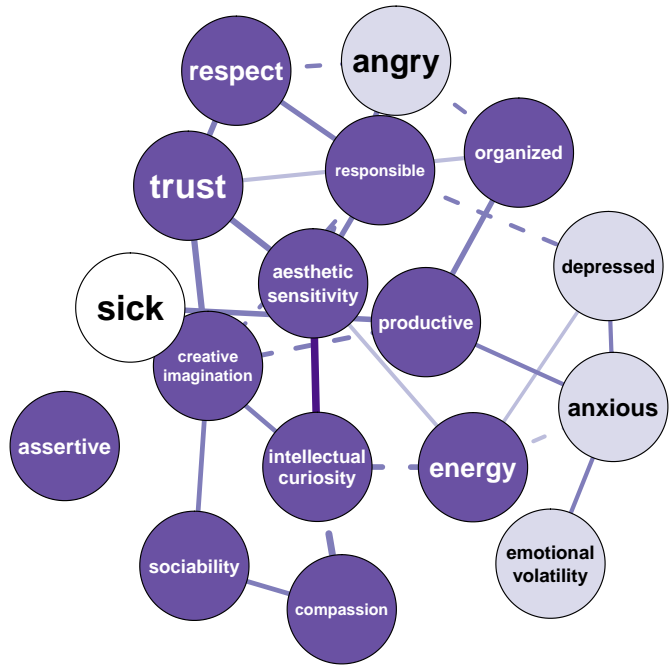 angry
respect
organized
responsible
trust
aesthetic
sensitivity
depressed
sick
productive
creative
imagination
anxious
assertive
intellectual
curiosity
energy
emotional
volatility
sociability
compassion